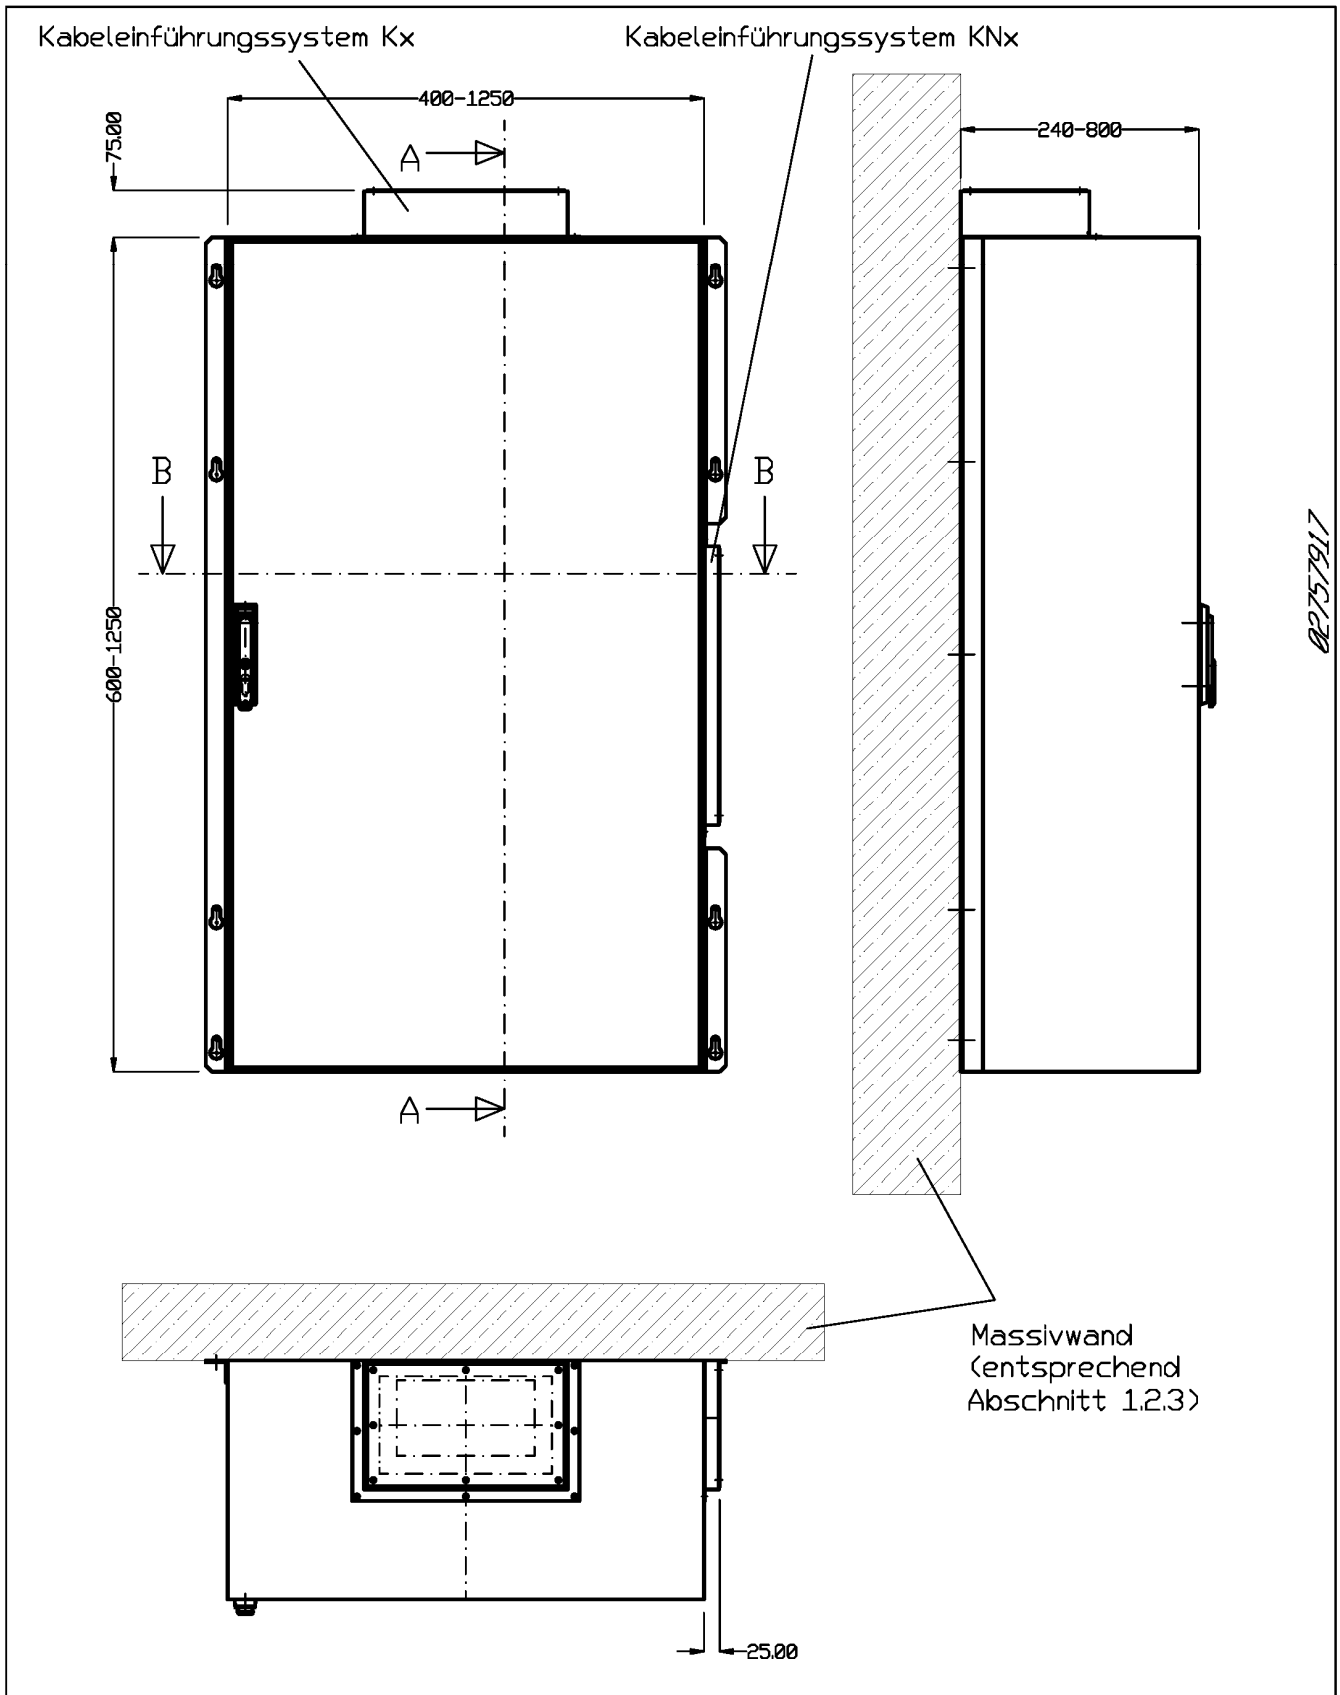 Kabeleinführungssystem Kx
Kabeleinführungssystem KNx
400-1250
75.00
240-800
A
B
B
600-1250
A
02757917
Massivwand
(entsprechend
Abschnitt 1.2.3)
25.00